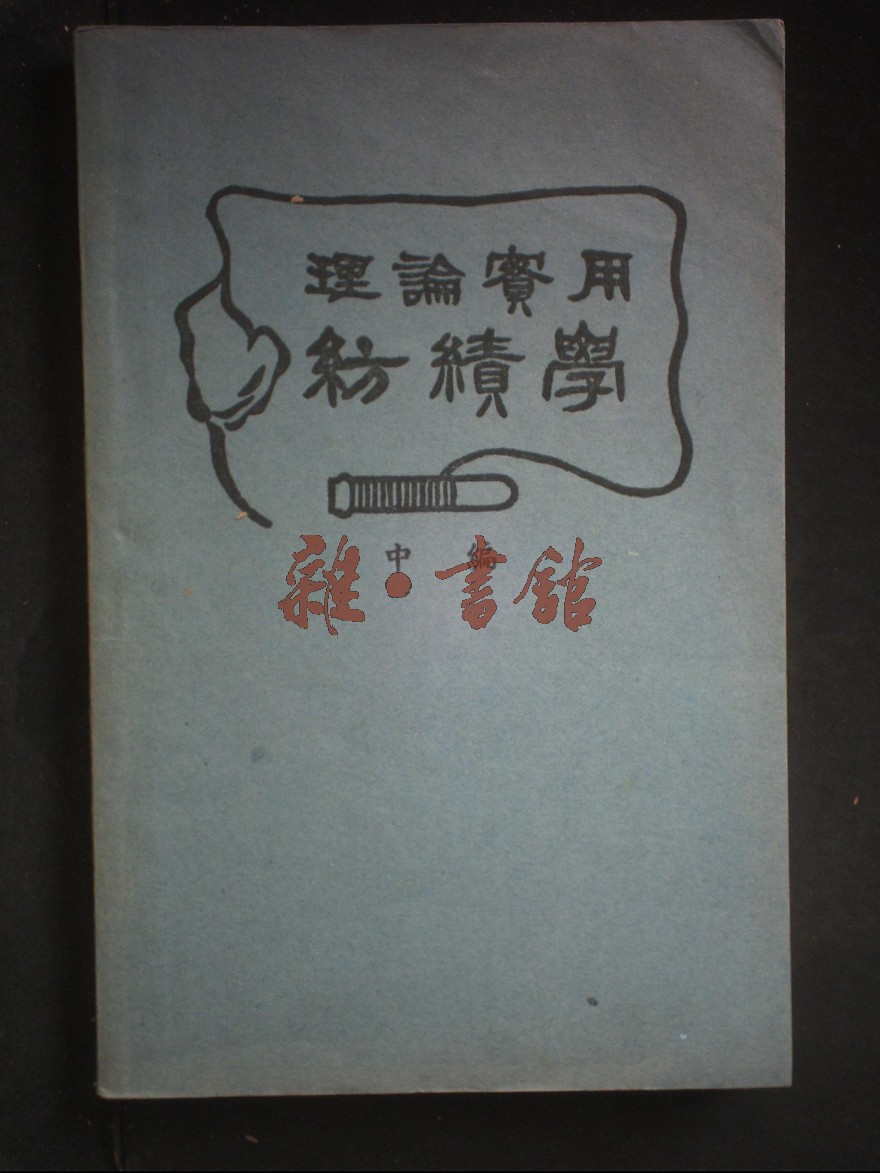 理論實用
紡績學
中編
雜·書館